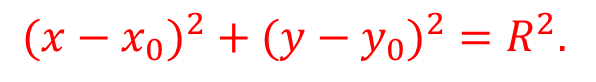 (x − x₀)² + (y − y₀)² = R².